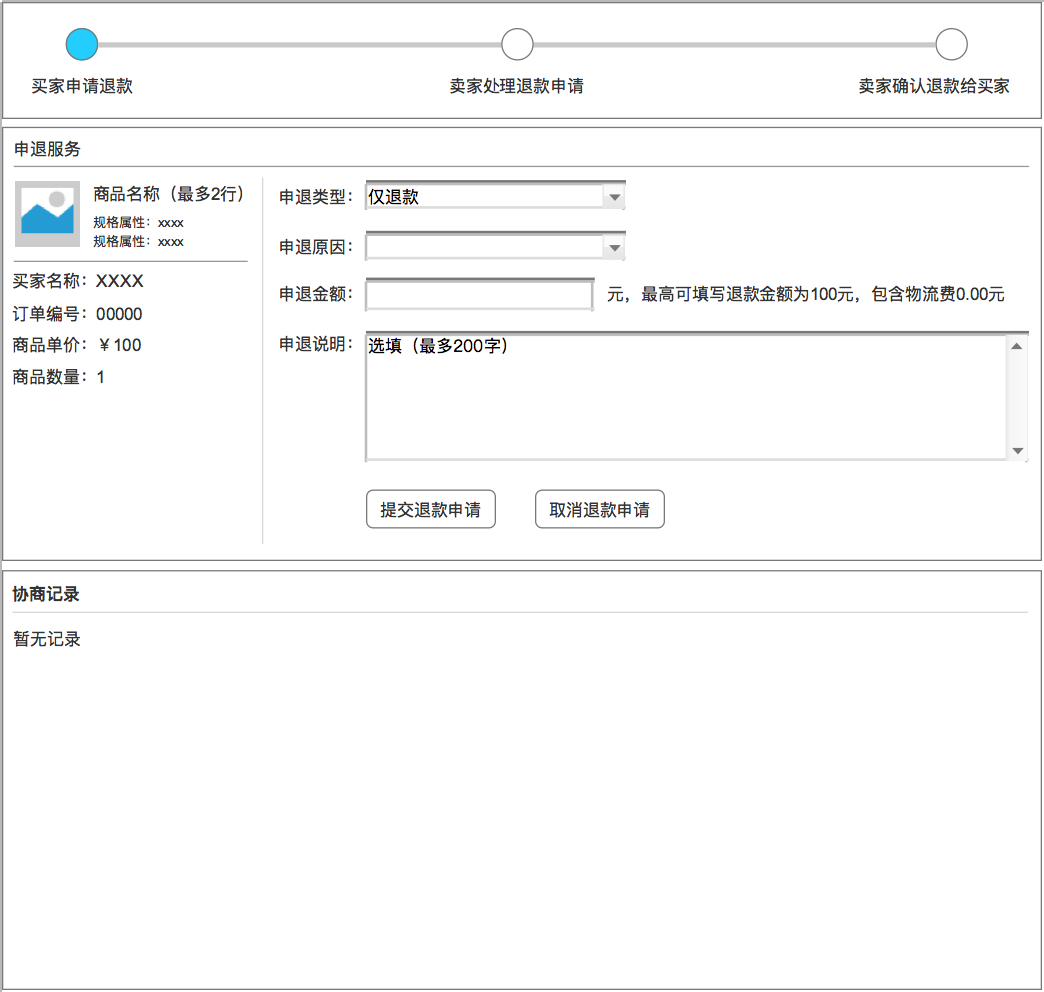 买家申请退款
卖家处理退款申请
卖家确认退款给买家
申退服务
商品名称（最多2行）
规格属性：xxxx
规格属性：xxxx
买家名称：XXXX
订单编号：00000
商品单价：￥100
商品数量：1
申退类型：
仅退款
申退原因：
申退金额：
元，最高可填写退款金额为100元，包含物流费0.00元
申退说明：
选填（最多200字）
提交退款申请
取消退款申请
协商记录
暂无记录